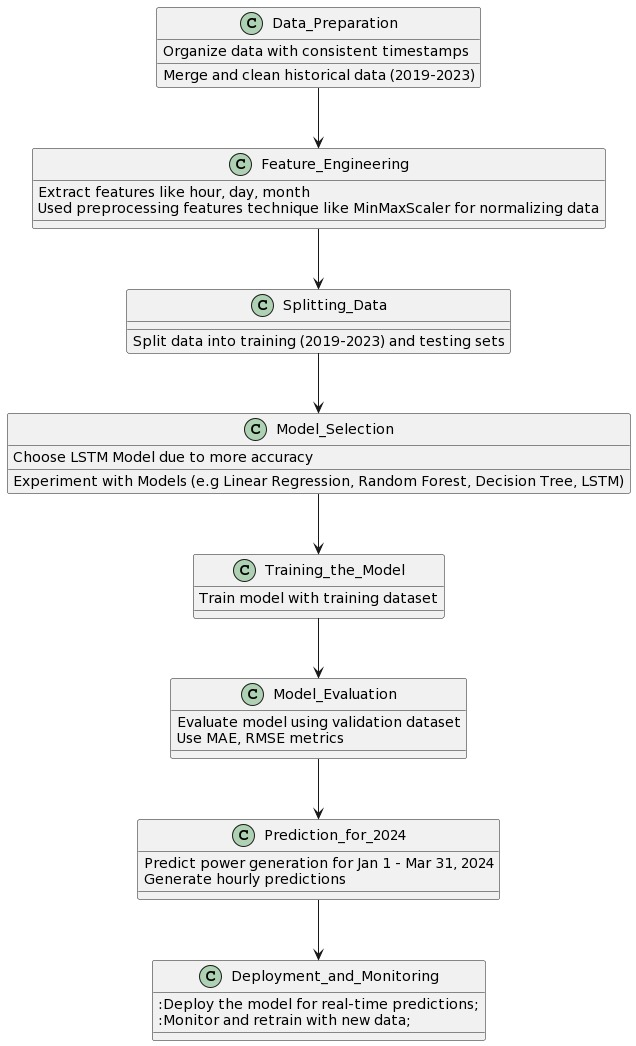 C Data_Preparation
Organize data with consistent timestamps
Merge and clean historical data (2019-2023)
C Feature_Engineering
Extract features like hour, day, month
Used preprocessing features technique like MinMaxScaler for normalizing data
C Splitting_Data
Split data into training (2019-2023) and testing sets
C Model_Selection
Choose LSTM Model due to more accuracy
Experiment with Models (e.g Linear Regression, Random Forest, Decision Tree, LSTM)
C Training_the_Model
Train model with training dataset
C Model_Evaluation
Evaluate model using validation dataset
Use MAE, RMSE metrics
C Prediction_for_2024
Predict power generation for Jan 1 - Mar 31, 2024
Generate hourly predictions
C Deployment_and_Monitoring
:Deploy the model for real-time predictions;
:Monitor and retrain with new data;